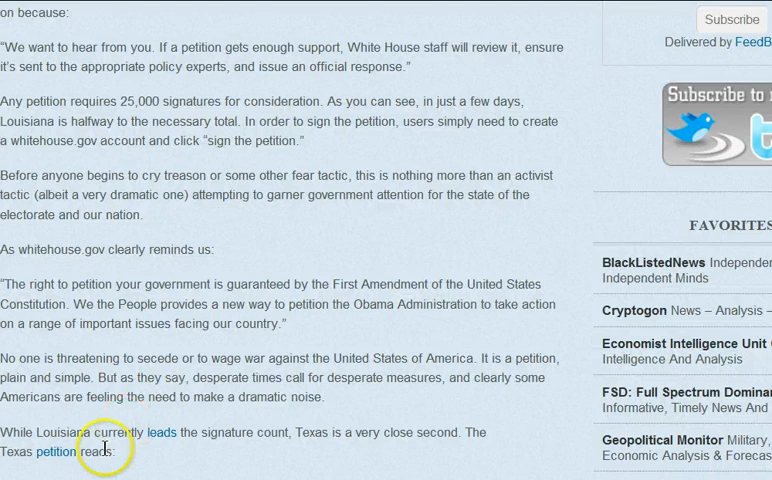 on because:
“We want to hear from you. If a petition gets enough support, White House staff will review it, ensure
it’s sent to the appropriate policy experts, and issue an official response.”
Any petition requires 25,000 signatures for consideration. As you can see, in just a few days,
Louisiana is halfway to the necessary total. In order to sign the petition, users simply need to create
a whitehouse.gov account and click “sign the petition.”
Before anyone begins to cry treason or some other fear tactic, this is nothing more than an activist
tactic (albeit a very dramatic one) attempting to garner government attention for the state of the
electorate and our nation.
As whitehouse.gov clearly reminds us:
“The right to petition your government is guaranteed by the First Amendment of the United States
Constitution. We the People provides a new way to petition the Obama Administration to take action
on a range of important issues facing our country.”
No one is threatening to secede or to wage war against the United States of America. It is a petition,
plain and simple. But as they say, desperate times call for desperate measures, and clearly some
Americans are feeling the need to make a dramatic noise.
While Louisiana currently leads the signature count, Texas is a very close second. The
Texas petition reads:
Subscribe
Delivered by FeedB
Subscribe to
FAVORITES
BlackListedNews Independen
Independent Minds
Cryptogon News – Analysis –
Economist Intelligence Unit
Intelligence And Analysis
FSD: Full Spectrum Dominan
Informative, Timely News And
Geopolitical Monitor Military,
Economic Analysis & Forecas